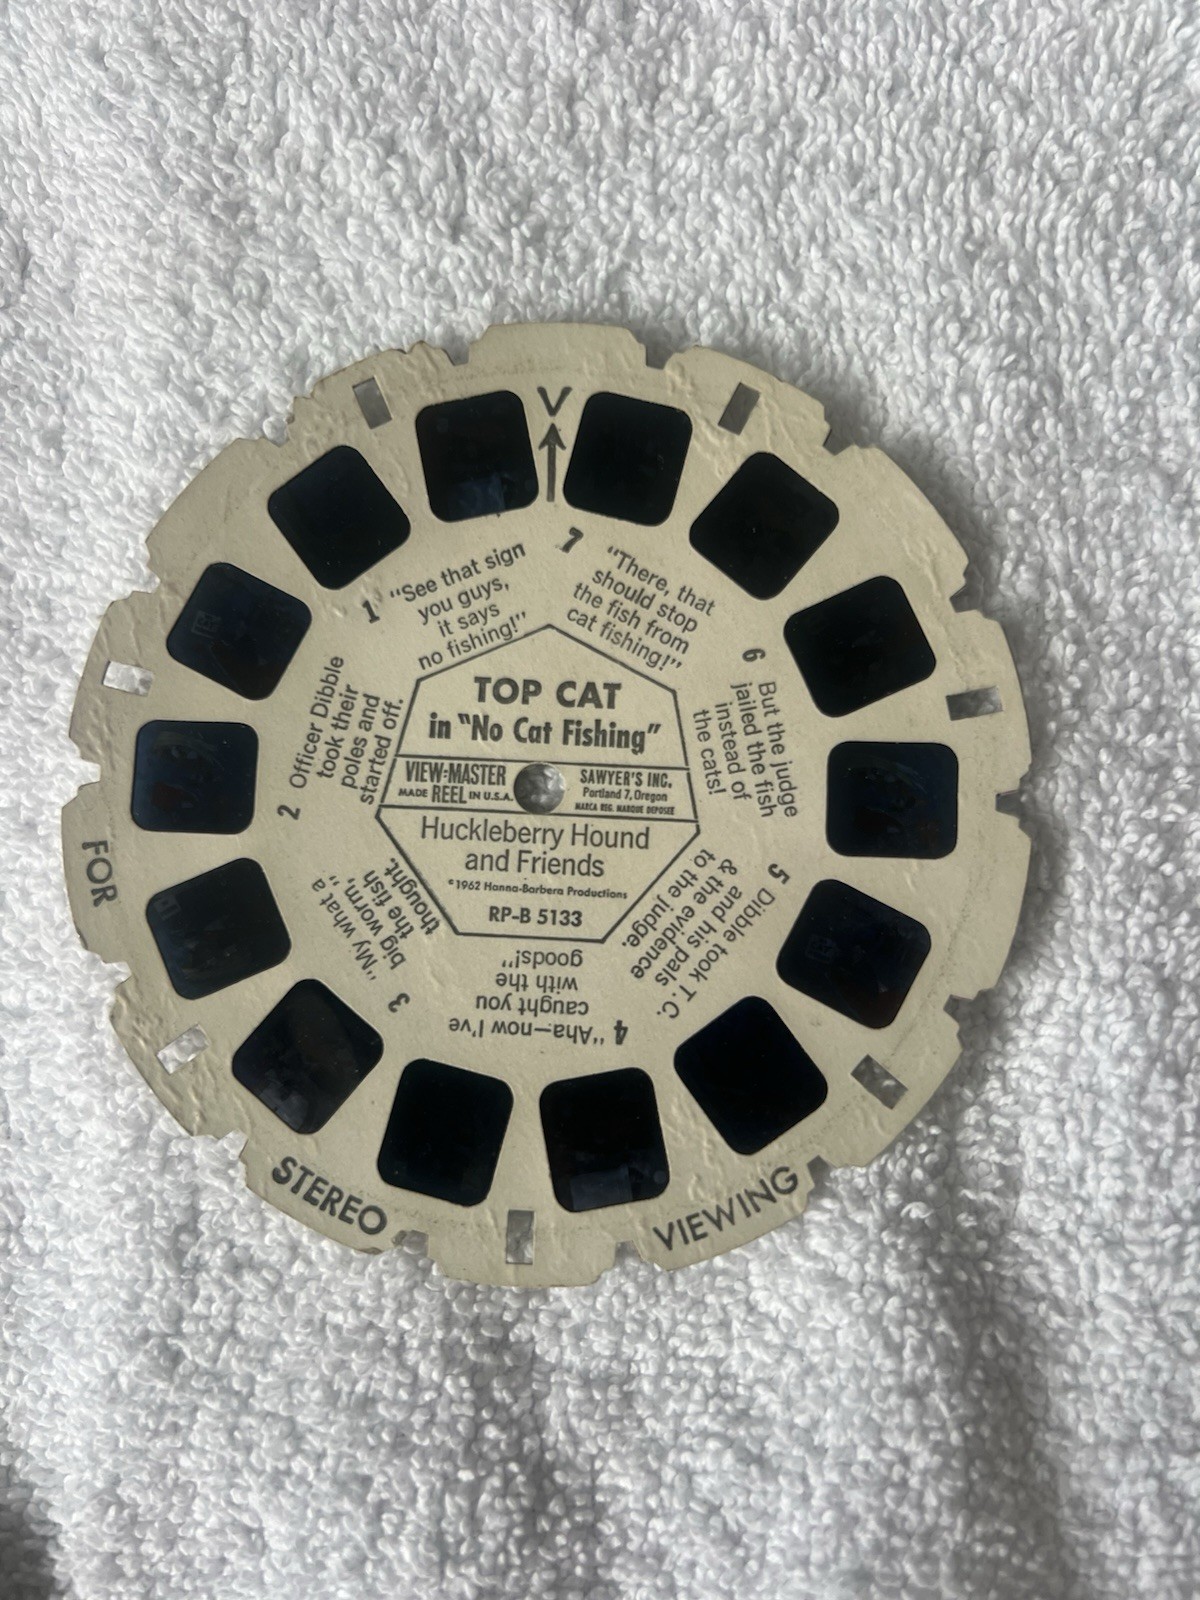 V
TOP CAT
in "No Cat Fishing"
VIEW-MASTER
MADE REEL IN U.S.A.
SAWYER'S INC.
Portland 7, Oregon
MARCA REG. MARQUE DEPOSEE
Huckleberry Hound
and Friends
©1962 Hanna-Barbera Productions
RP-B 5133
1 "See that sign
you guys,
it says
no fishing!"
2 Officer Dibble
took their
poles and
started off.
3 "My what a
big worm,"
the fish
thought.
4 "Aha—now I've
caught you
with the
goods!"
5 Dibble took T.C.
and his pals
& the evidence
to the judge.
6 But the judge
jailed the fish
instead of
the cats!
7 "There, that
should stop
the fish from
cat fishing!"
FOR
STEREO
VIEWING